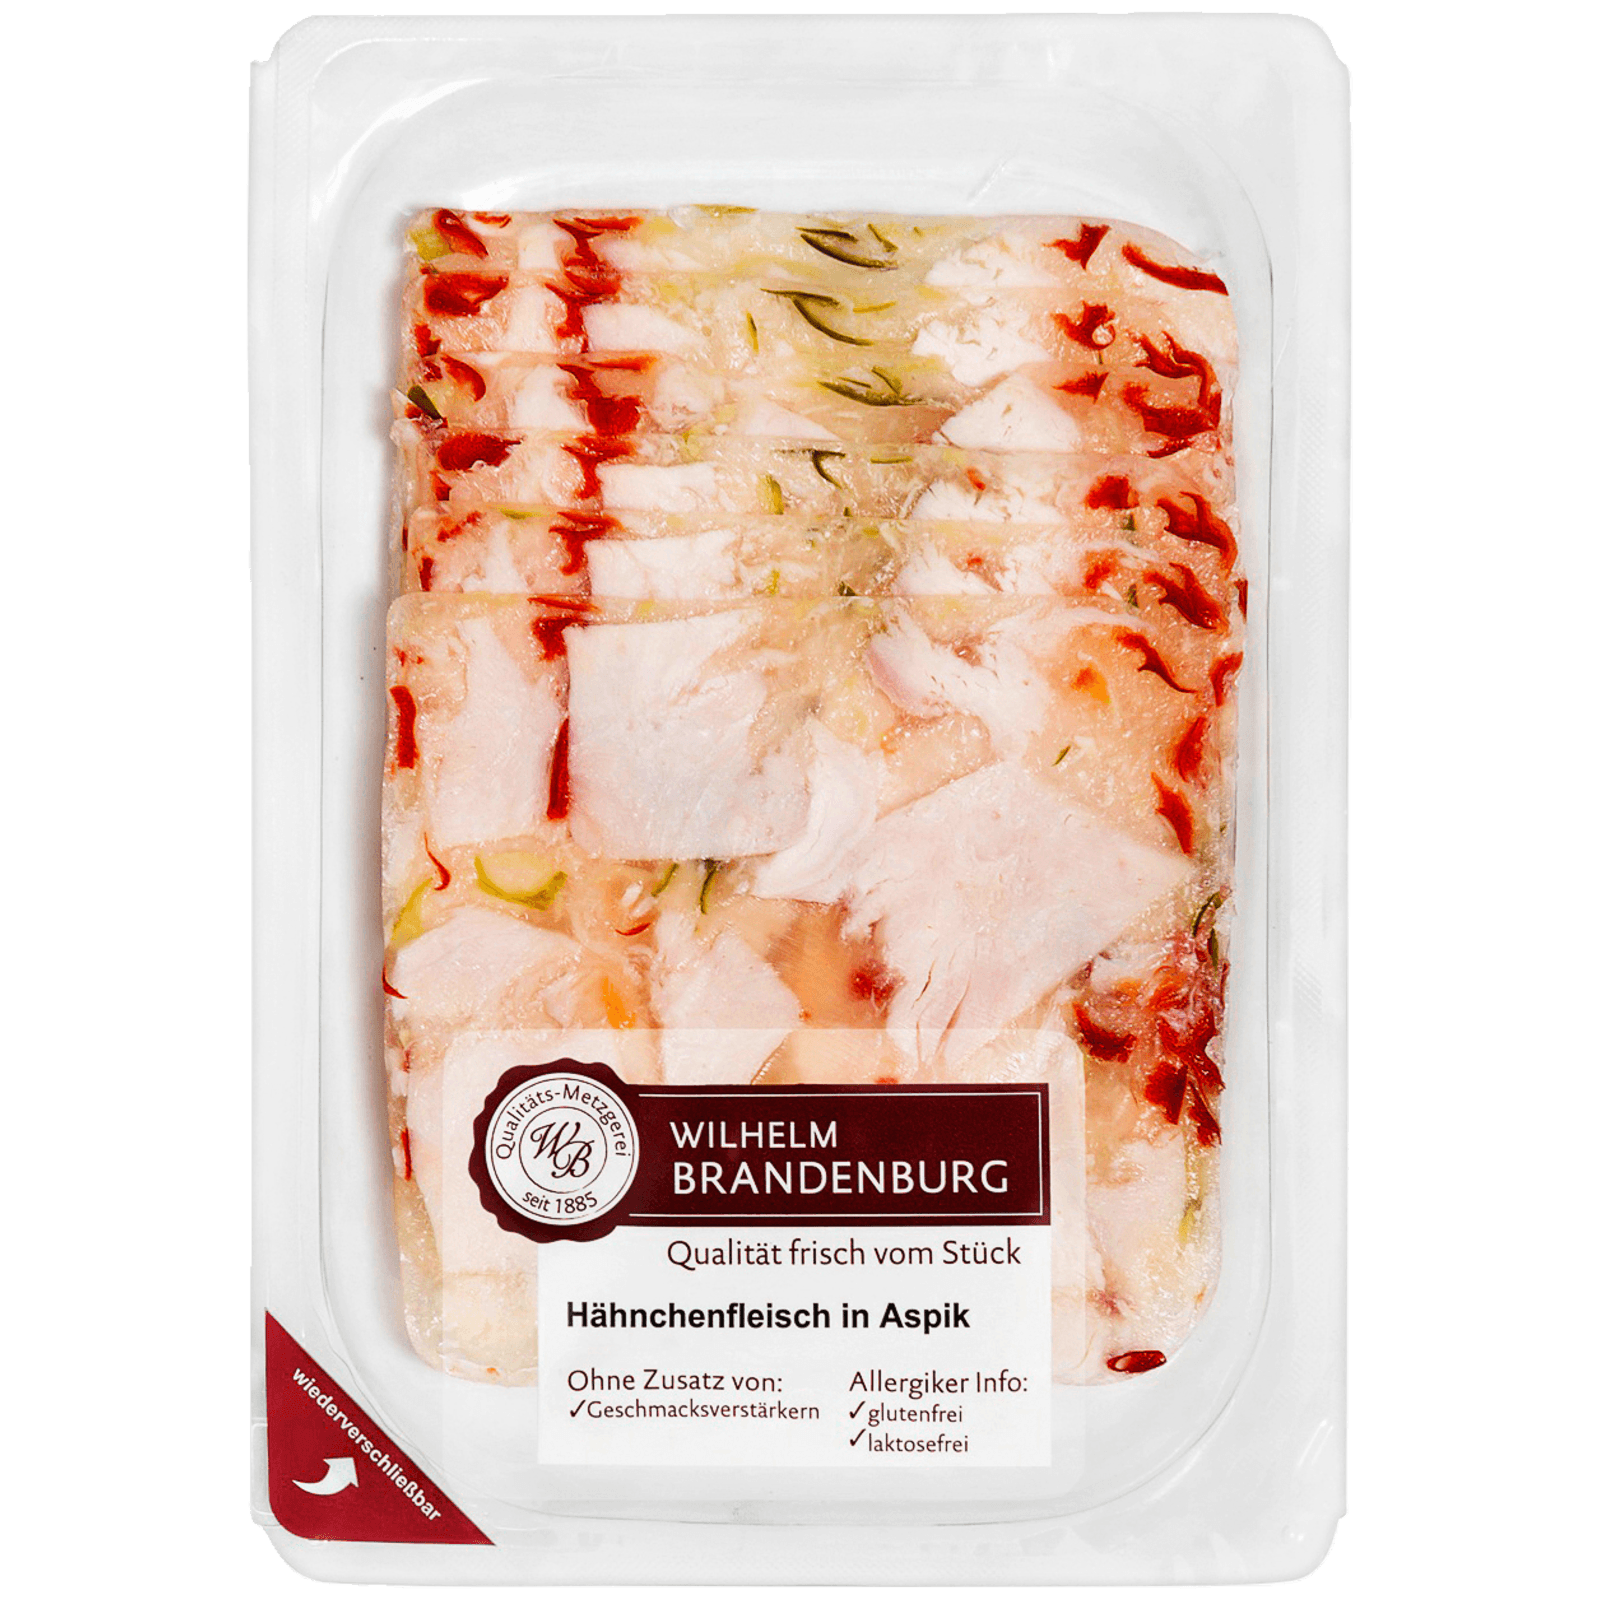 Qualitäts-Metzgerei
WB
seit 1885
WILHELM
BRANDENBURG
Qualität frisch vom Stück
Hähnchenfleisch in Aspik
Ohne Zusatz von:
✓Geschmacksverstärkern
Allergiker Info:
✓glutenfrei
✓laktosefrei
wiederverschließbar